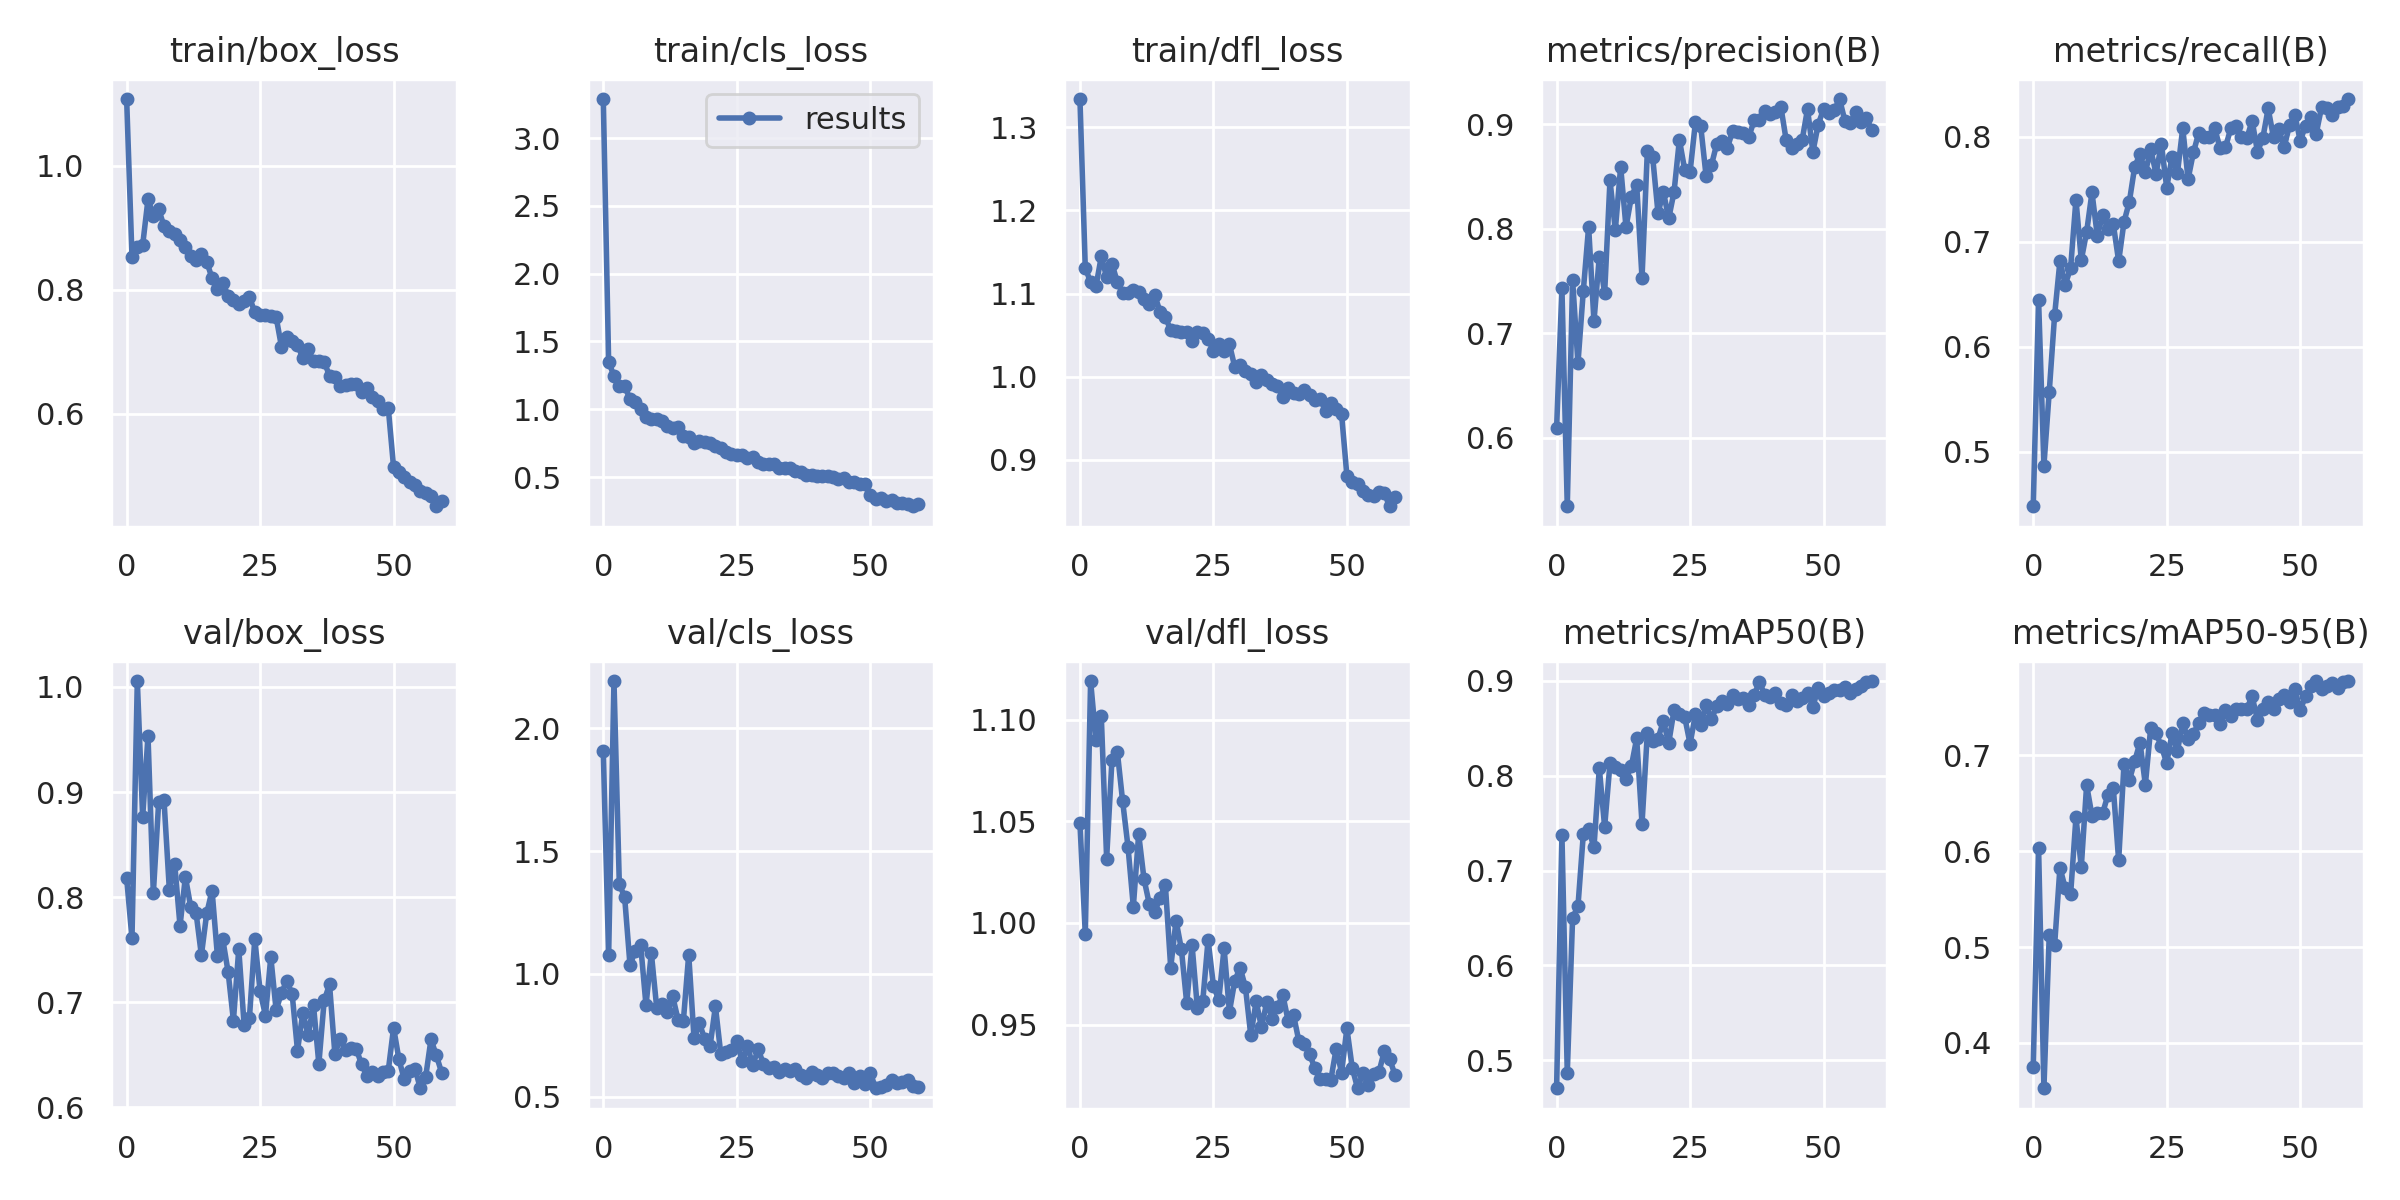 train/box_loss
1.0
0.8
0.6
0 25 50
train/cls_loss
results
3.0
2.5
2.0
1.5
1.0
0.5
0 25 50
train/dfl_loss
1.3
1.2
1.1
1.0
0.9
0 25 50
metrics/precision(B)
0.9
0.8
0.7
0.6
0 25 50
metrics/recall(B)
0.8
0.7
0.6
0.5
0 25 50
val/box_loss
1.0
0.9
0.8
0.7
0.6
0 25 50
val/cls_loss
2.0
1.5
1.0
0.5
0 25 50
val/dfl_loss
1.10
1.05
1.00
0.95
0 25 50
metrics/mAP50(B)
0.9
0.8
0.7
0.6
0.5
0 25 50
metrics/mAP50-95(B)
0.7
0.6
0.5
0.4
0 25 50